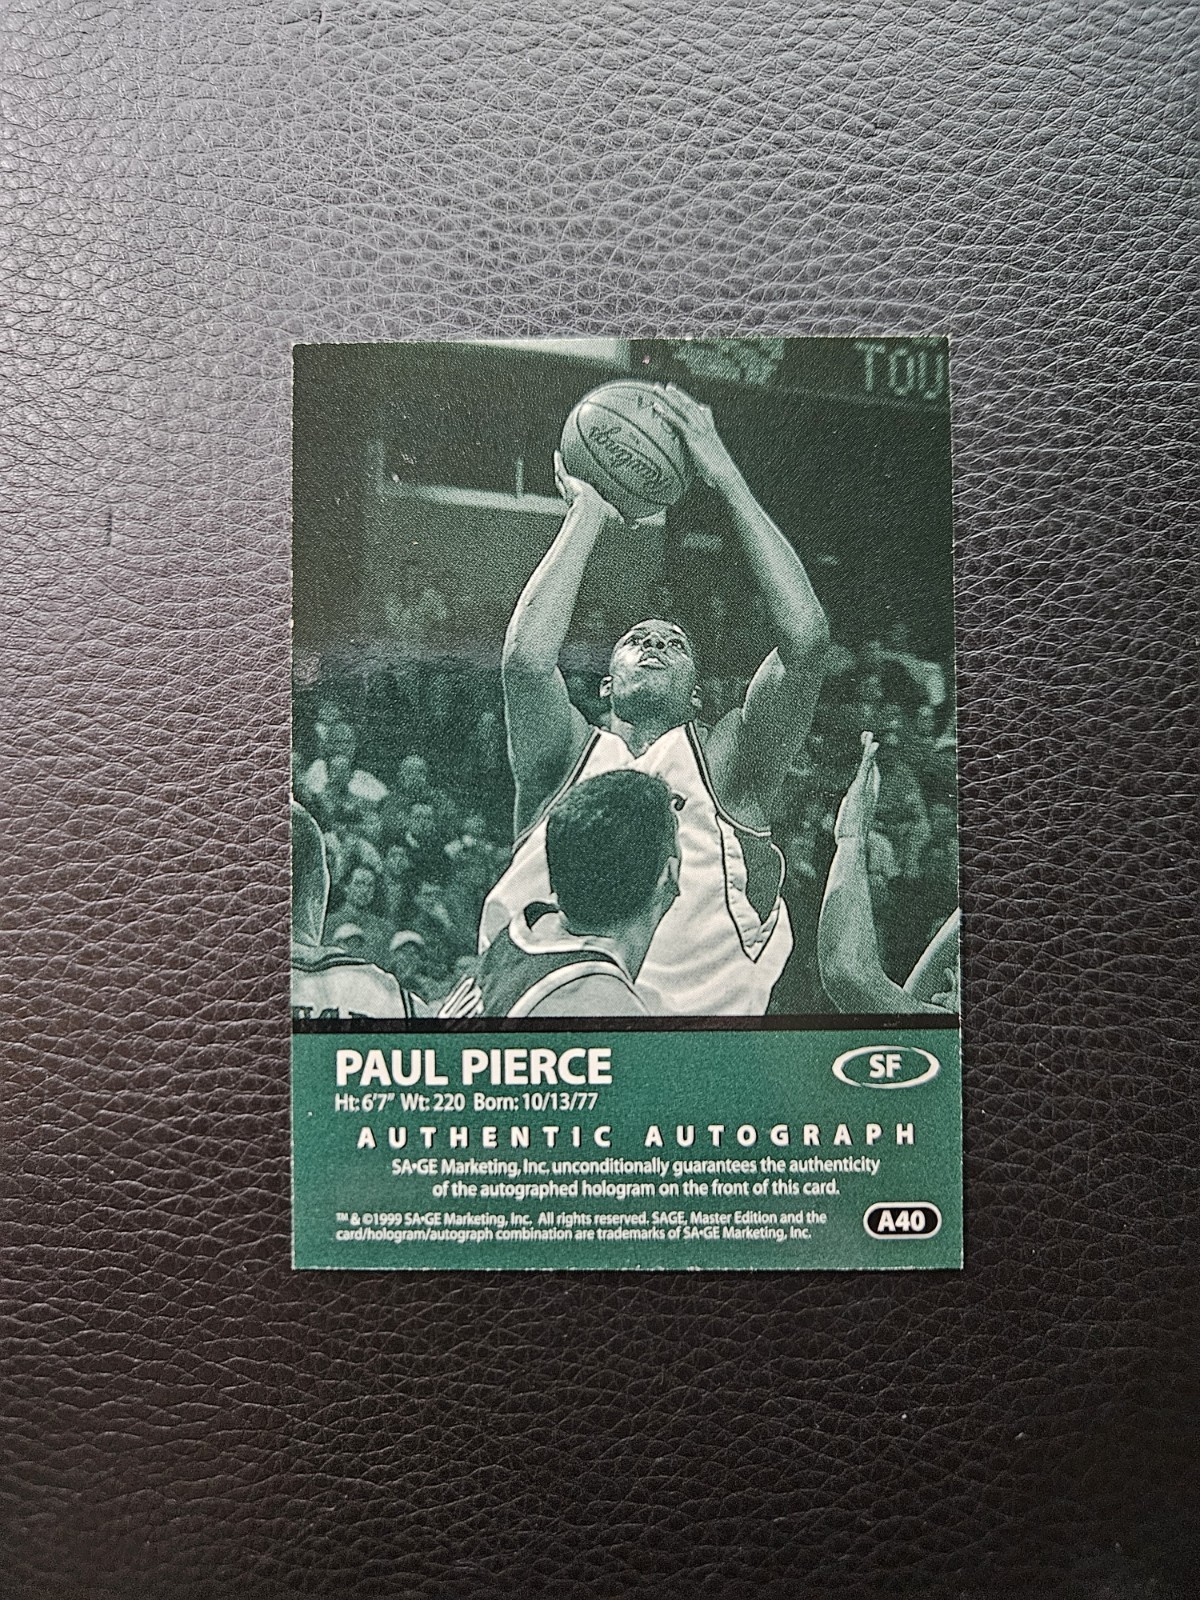 TOU
Rawlings
PAUL PIERCE
SF
Ht: 6'7" Wt: 220 Born: 10/13/77
AUTHENTIC AUTOGRAPH
SA•GE Marketing, Inc. unconditionally guarantees the authenticity
of the autographed hologram on the front of this card.
™ & ©1999 SA•GE Marketing, Inc. All rights reserved. SAGE, Master Edition and the
card/hologram/autograph combination are trademarks of SA•GE Marketing, Inc.
A40